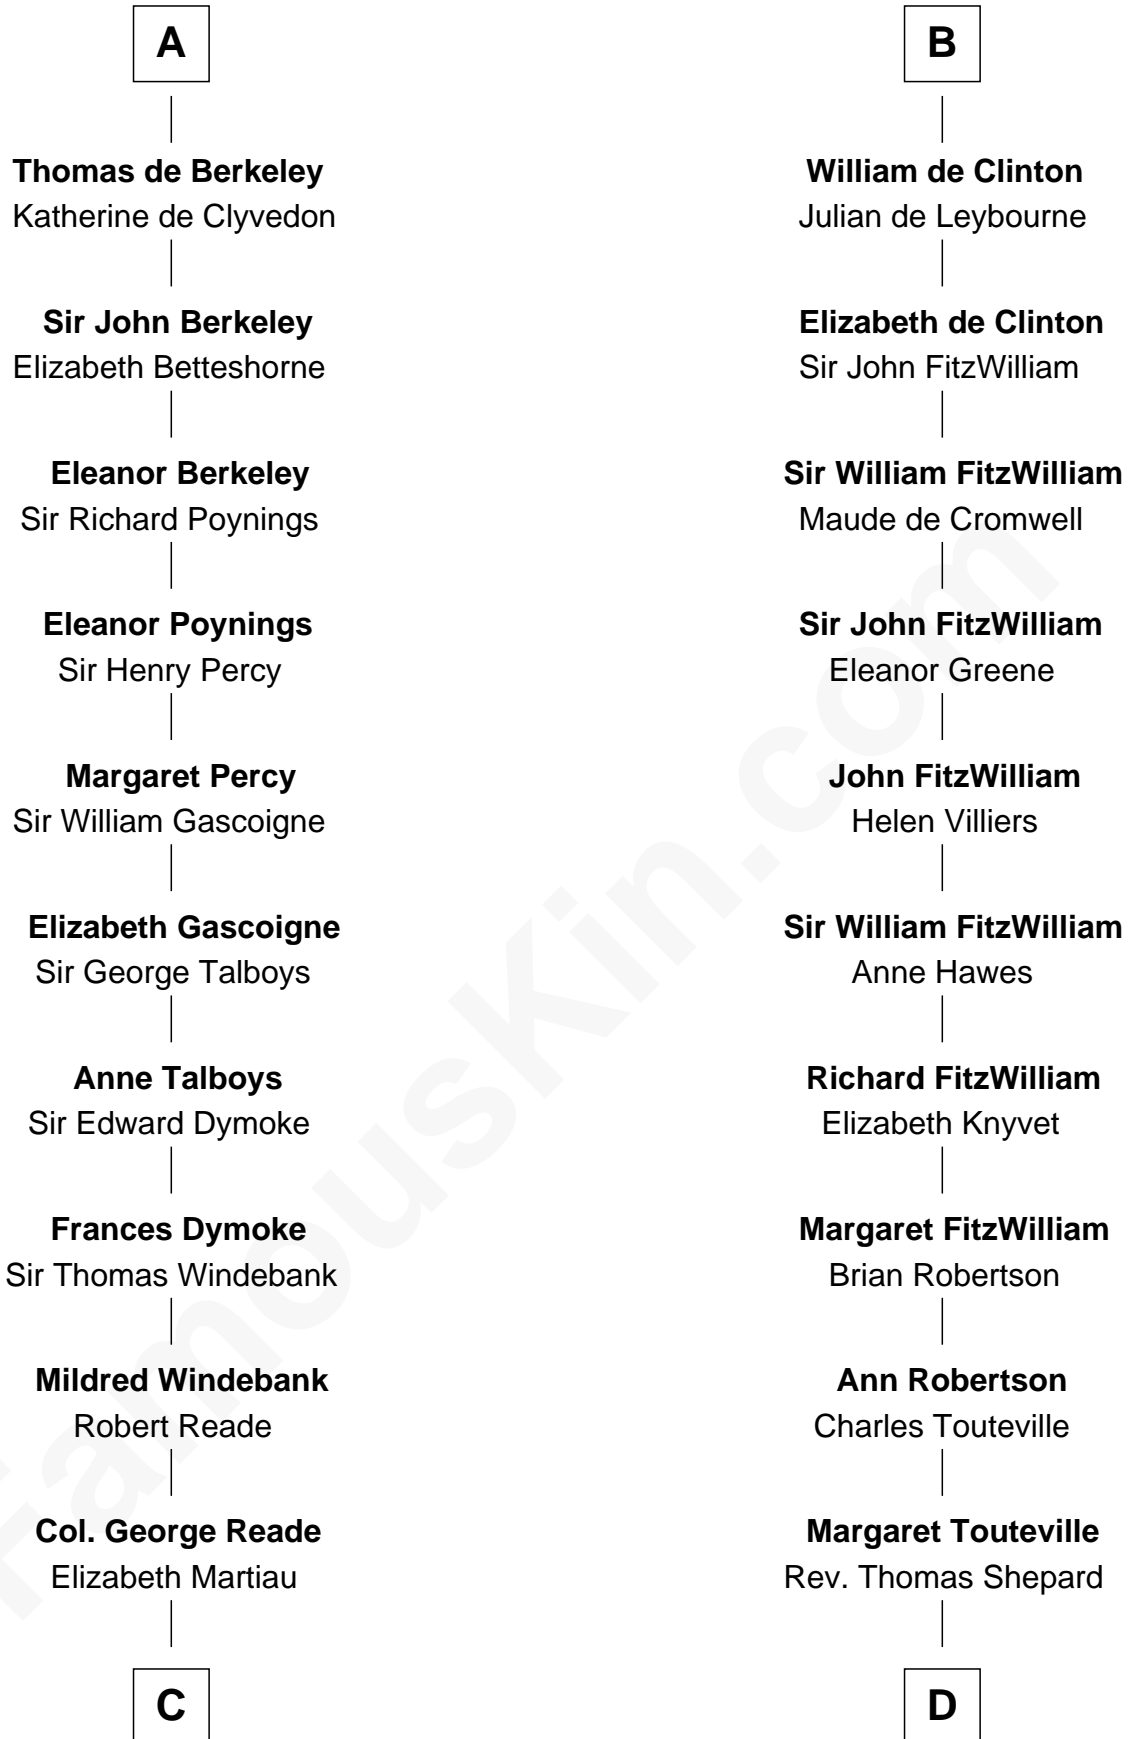 A
Thomas de Berkeley
Katherine de Clyvedon
Sir John Berkeley
Elizabeth Betteshorne
Eleanor Berkeley
Sir Richard Poynings
Eleanor Poynings
Sir Henry Percy
Margaret Percy
Sir William Gascoigne
Elizabeth Gascoigne
Sir George Talboys
Anne Talboys
Sir Edward Dymoke
Frances Dymoke
Sir Thomas Windebank
Mildred Windebank
Robert Reade
Col. George Reade
Elizabeth Martiau
C
B
William de Clinton
Julian de Leybourne
Elizabeth de Clinton
Sir John FitzWilliam
Sir William FitzWilliam
Maude de Cromwell
Sir John FitzWilliam
Eleanor Greene
John FitzWilliam
Helen Villiers
Sir William FitzWilliam
Anne Hawes
Richard FitzWilliam
Elizabeth Knyvet
Margaret FitzWilliam
Brian Robertson
Ann Robertson
Charles Touteville
Margaret Touteville
Rev. Thomas Shepard
D
FamousKin.com